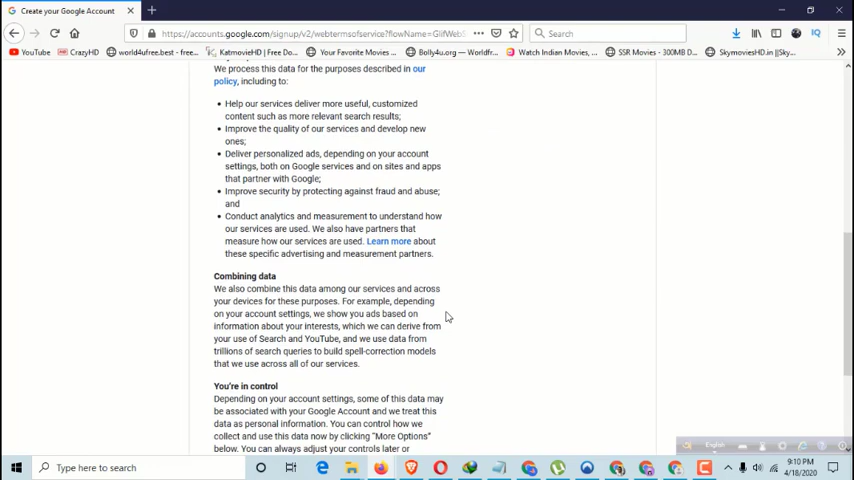 Create your Google Account
https://accounts.google.com/signup/v2/webtermsofservice?flowName=GlifWebS
Search
YouTube
CrazyHD
world4ufree.best - free...
KatmovieHD | Free Do...
Your Favorite Movies...
Bolly4u.org — Worldfr...
Watch Indian Movies, ...
SSR Movies - 300MB D...
SkymoviesHD.in ||Sky...
We process this data for the purposes described in our
policy, including to:
• Help our services deliver more useful, customized
content such as more relevant search results;
• Improve the quality of our services and develop new
ones;
• Deliver personalized ads, depending on your account
settings, both on Google services and on sites and apps
that partner with Google;
• Improve security by protecting against fraud and abuse;
and
• Conduct analytics and measurement to understand how
our services are used. We also have partners that
measure how our services are used. Learn more about
these specific advertising and measurement partners.
Combining data
We also combine this data among our services and across
your devices for these purposes. For example, depending
on your account settings, we show you ads based on
information about your interests, which we can derive from
your use of Search and YouTube, and we use data from
trillions of search queries to build spell-correction models
that we use across all of our services.
You're in control
Depending on your account settings, some of this data may
be associated with your Google Account and we treat this
data as personal information. You can control how we
collect and use this data now by clicking "More Options"
below. You can always adjust your controls later or
English
Type here to search
9:10 PM
4/18/2020